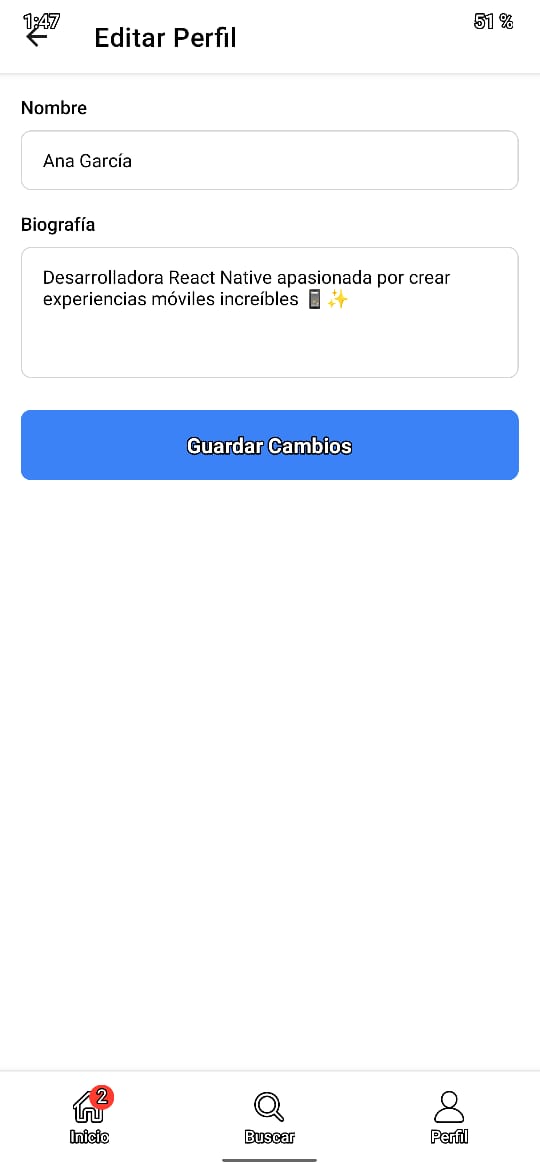 1:47
51 %
Editar Perfil
Nombre
Ana García
Biografía
Desarrolladora React Native apasionada por crear
experiencias móviles increíbles 📱✨
Guardar Cambios
2
Inicio
Buscar
Perfil